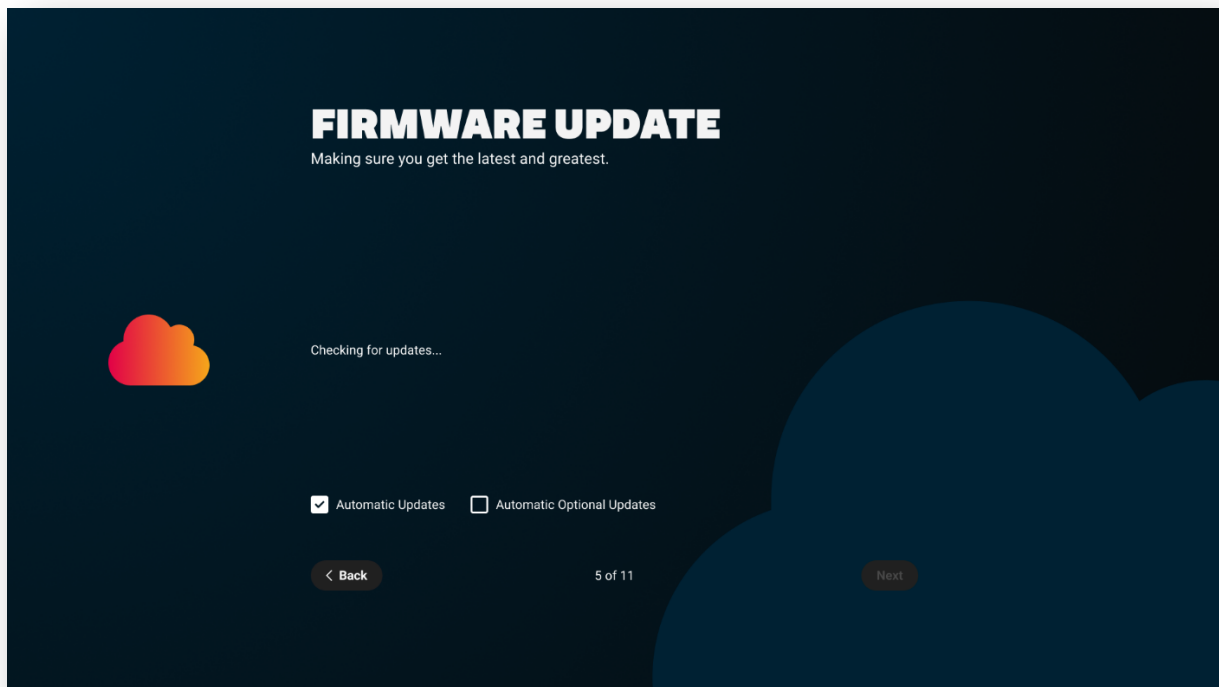 FIRMWARE UPDATE
Making sure you get the latest and greatest.
Checking for updates...
Automatic Updates Automatic Optional Updates
Back 5 of 11 Next